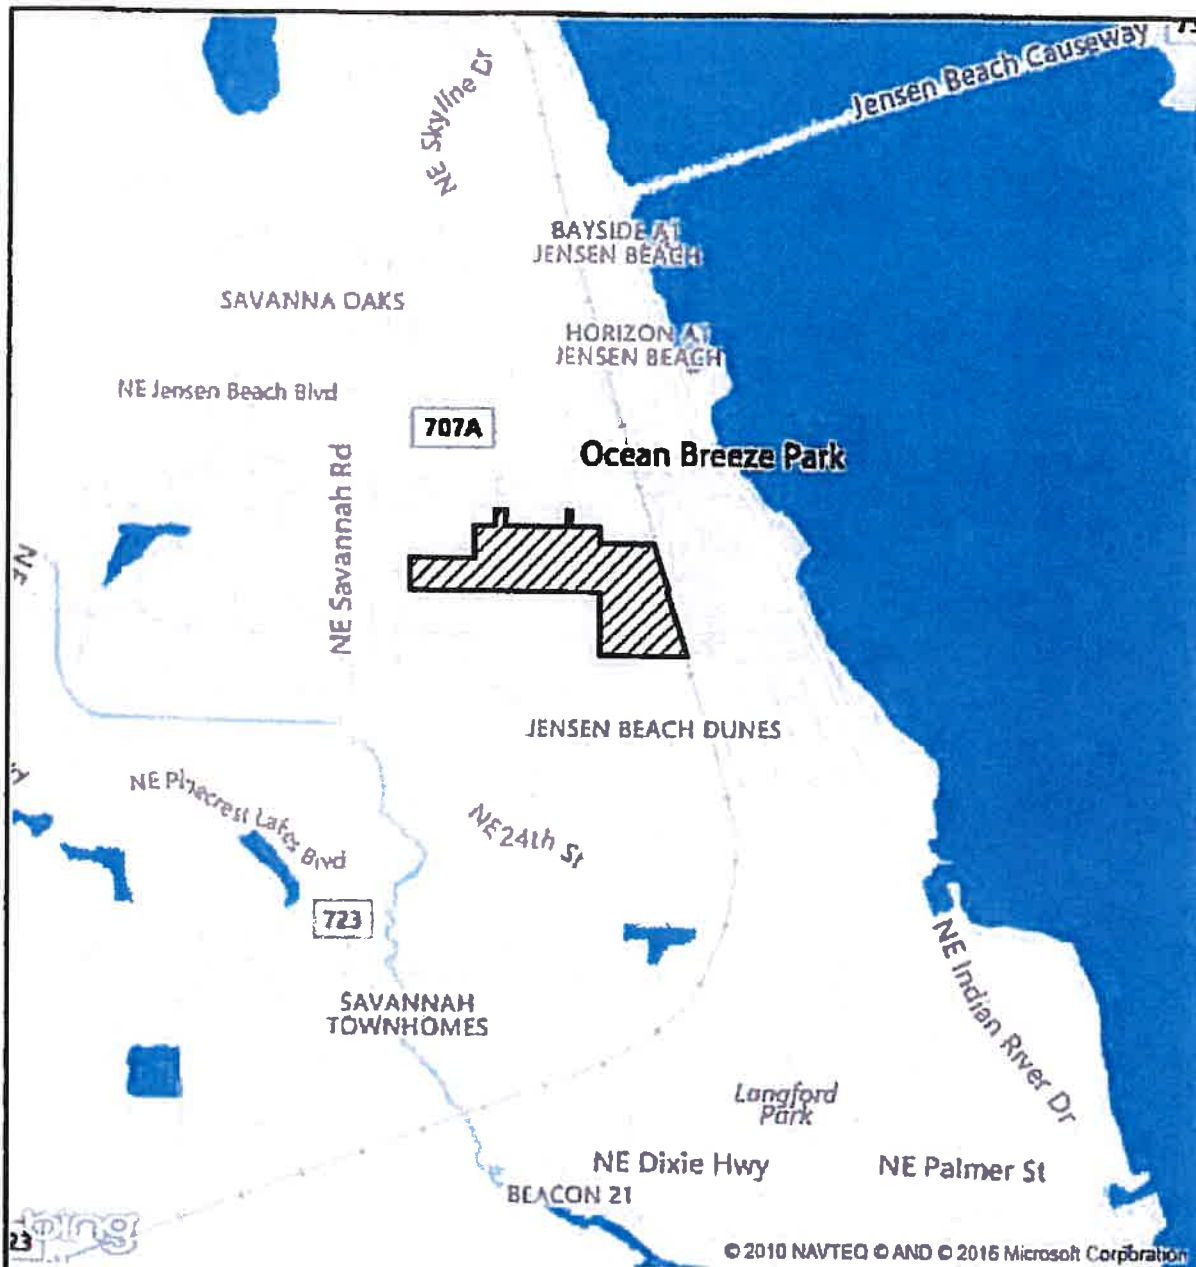 Jensen Beach Causeway
NE Skyline Dr
BAYSIDE AT
JENSEN BEACH
SAVANNA OAKS
HORIZON AT
JENSEN BEACH
NE Jensen Beach Blvd
707A
Ocean Breeze Park
NE Savannah Rd
NE
JENSEN BEACH DUNES
NE Pinecrest Lakes Blvd
NE 24th St
723
NE Indian River Dr
SAVANNAH
TOWNHOMES
Langford
Park
NE Dixie Hwy
NE Palmer St
BEACON 21
bing
23
© 2010 NAVTEQ © AND © 2016 Microsoft Corporation